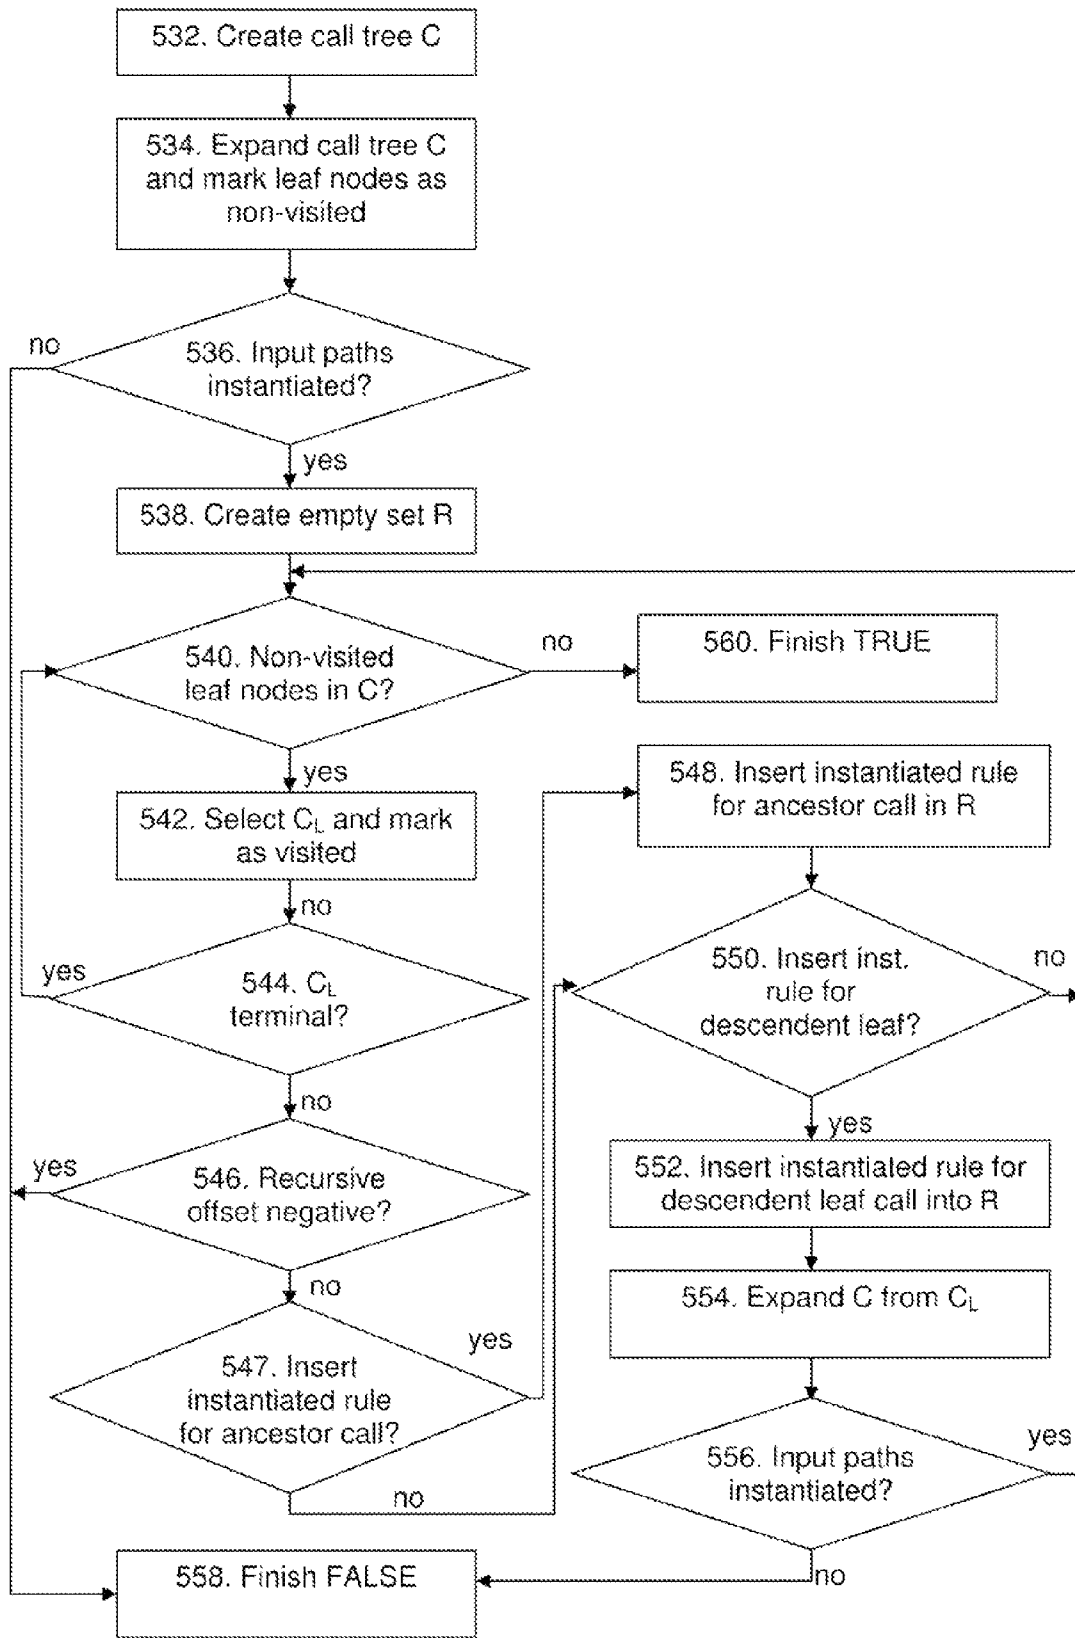 532. Create call tree C
534. Expand call tree C
and mark leaf nodes as
non-visited
no
536. Input paths
instantiated?
yes
538. Create empty set R
540. Non-visited
leaf nodes in C?
no
560. Finish TRUE
yes
542. Select CL and mark
as visited
548. Insert instantiated rule
for ancestor call in R
no
yes
544. CL
terminal?
550. Insert inst.
rule for
descendent leaf?
no
no
yes
yes
546. Recursive
offset negative?
552. Insert instantiated rule for
descendent leaf call into R
no
554. Expand C from CL
yes
547. Insert
instantiated rule
for ancestor call?
556. Input paths
instantiated?
yes
no
558. Finish FALSE
no